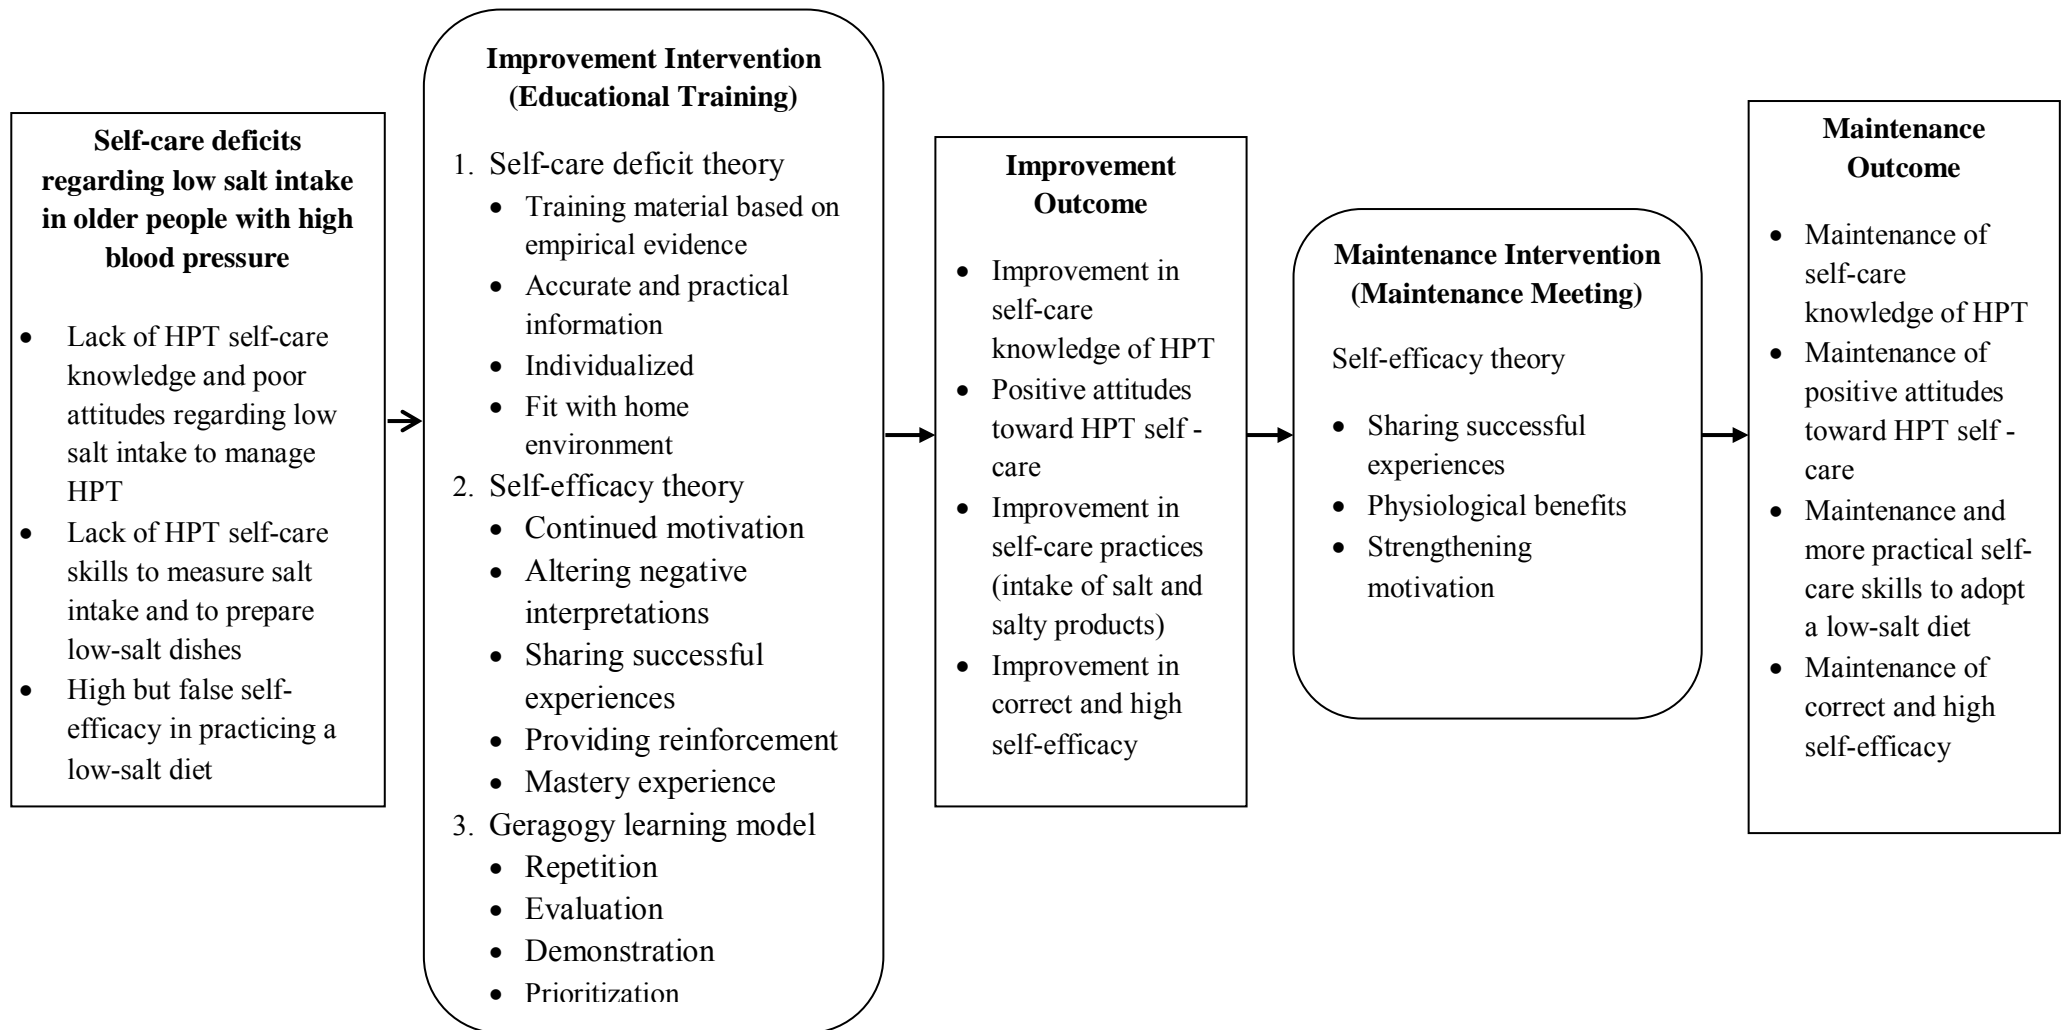 Self-care deficits
regarding low salt intake
in older people with high
blood pressure
• Lack of HPT self-care
knowledge and poor
attitudes regarding low
salt intake to manage
HPT
• Lack of HPT self-care
skills to measure salt
intake and to prepare
low-salt dishes
• High but false self-
efficacy in practicing a
low-salt diet
Improvement Intervention
(Educational Training)
1. Self-care deficit theory
• Training material based on
empirical evidence
• Accurate and practical
information
• Individualized
• Fit with home
environment
2. Self-efficacy theory
• Continued motivation
• Altering negative
interpretations
• Sharing successful
experiences
• Providing reinforcement
• Mastery experience
3. Geragogy learning model
• Repetition
• Evaluation
• Demonstration
• Prioritization
Improvement
Outcome
• Improvement in
self-care
knowledge of HPT
• Positive attitudes
toward HPT self -
care
• Improvement in
self-care practices
(intake of salt and
salty products)
• Improvement in
correct and high
self-efficacy
Maintenance Intervention
(Maintenance Meeting)
Self-efficacy theory
• Sharing successful
experiences
• Physiological benefits
• Strengthening
motivation
Maintenance
Outcome
• Maintenance of
self-care
knowledge of HPT
• Maintenance of
positive attitudes
toward HPT self -
care
• Maintenance and
more practical self-
care skills to adopt
a low-salt diet
• Maintenance of
correct and high
self-efficacy